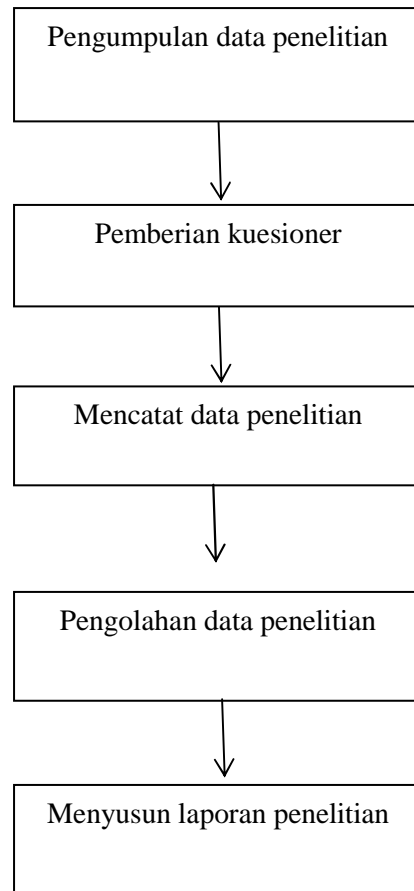 Pengumpulan data penelitian
Pemberian kuesioner
Mencatat data penelitian
Pengolahan data penelitian
Menyusun laporan penelitian